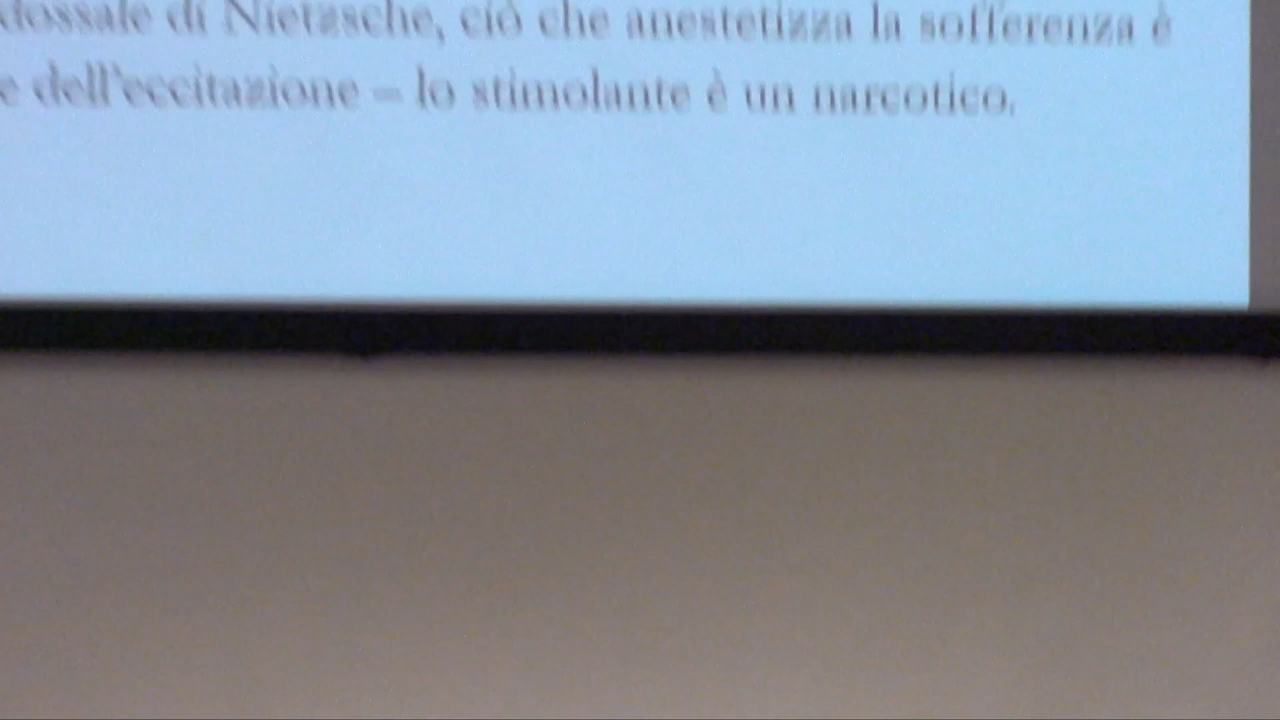 dossale di Nietzsche, ciò che anestetizza la sofferenza è
e dell'eccitazione – lo stimolante è un narcotico.